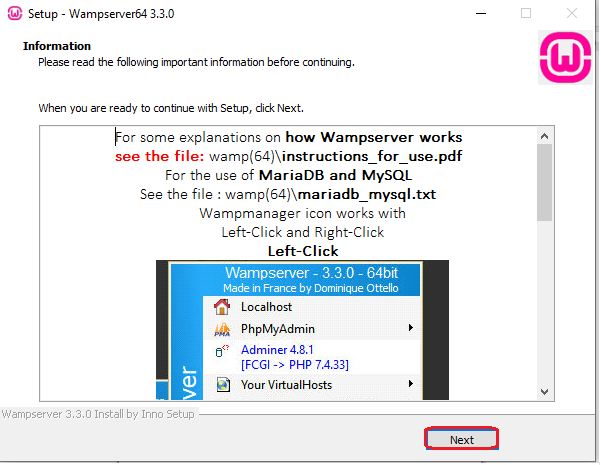 Setup - Wampserver64 3.3.0
Information
Please read the following important information before continuing.
When you are ready to continue with Setup, click Next.
For some explanations on how Wampserver works
see the file: wamp(64)\instructions_for_use.pdf
For the use of MariaDB and MySQL
See the file : wamp(64)\mariadb_mysql.txt
Wampmanager icon works with
Left-Click and Right-Click
Left-Click
Wampserver - 3.3.0 - 64bit
Made in France by Dominique Ottello
Localhost
PhpMyAdmin
Adminer 4.8.1
[FCGI -> PHP 7.4.33]
Your VirtualHosts
ver
Wampserver 3.3.0 Install by Inno Setup
Next